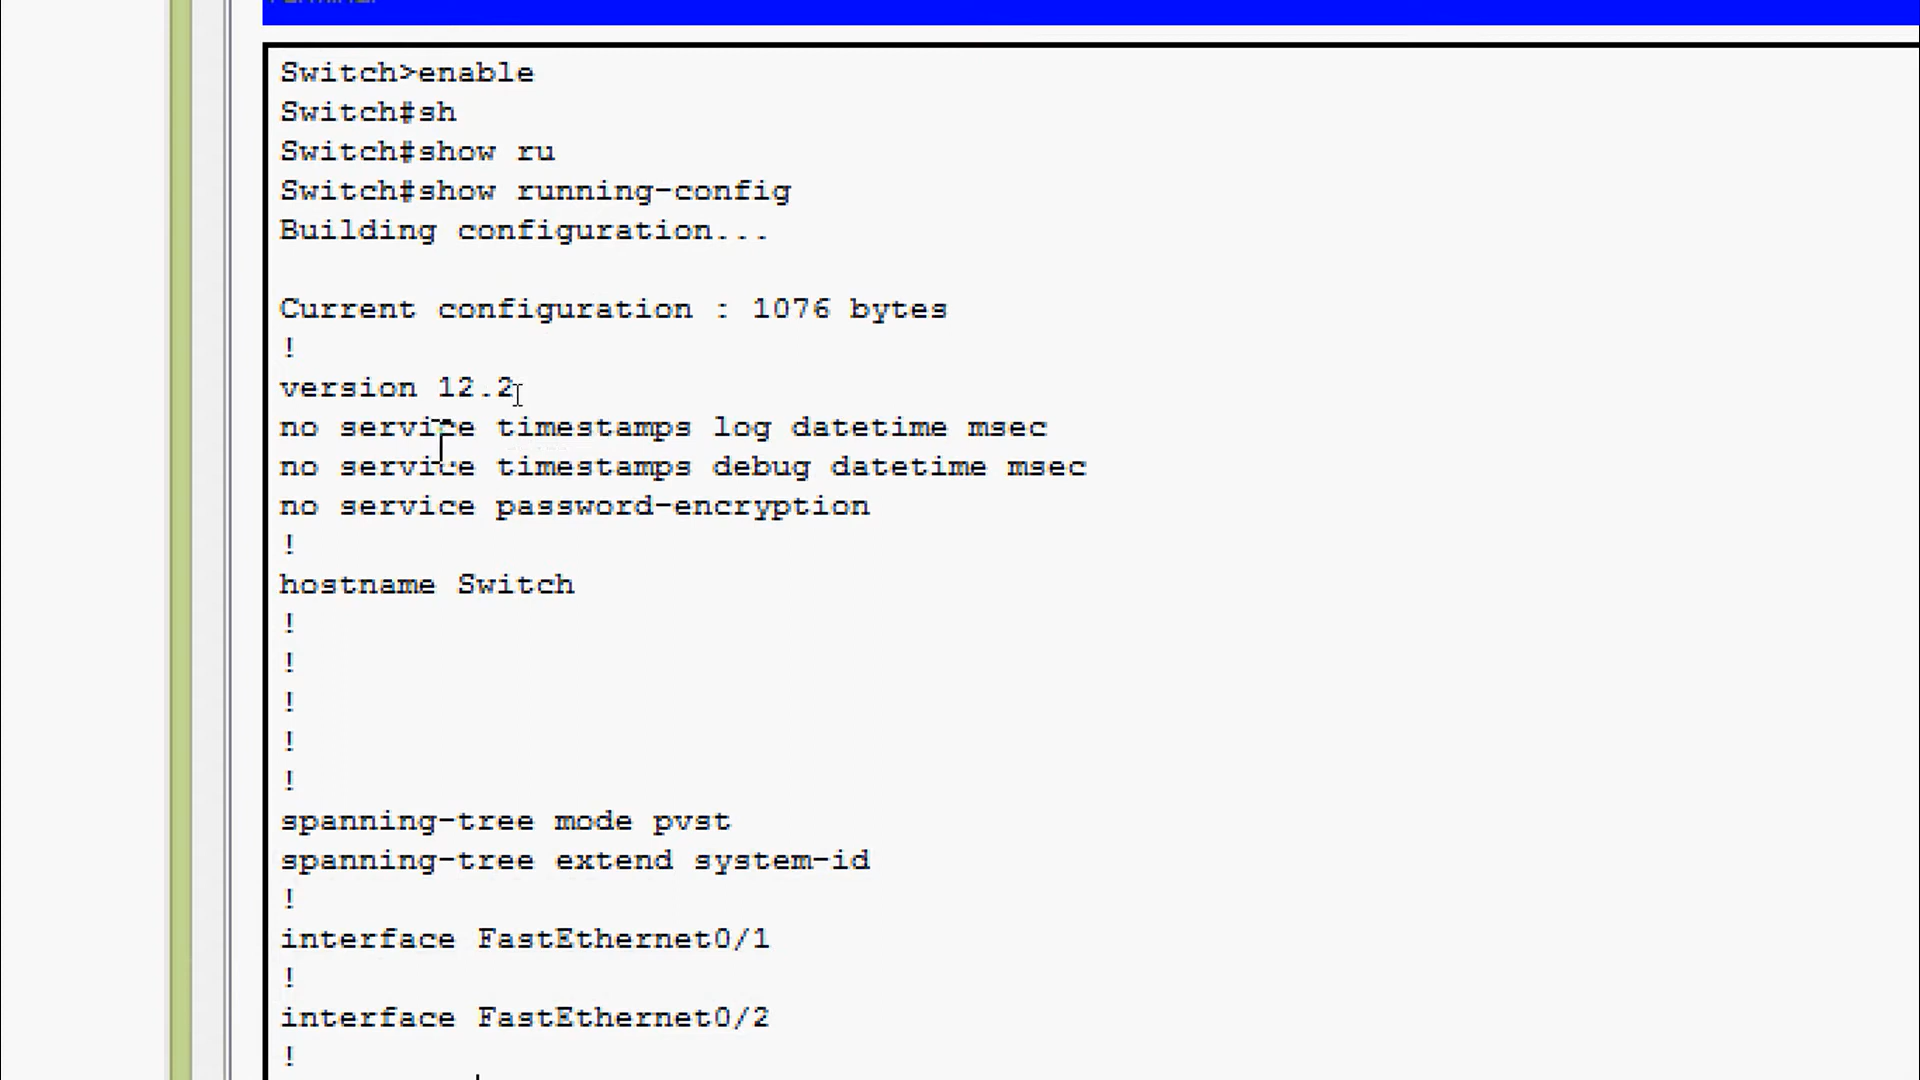 Switch>enable
Switch#sh
Switch#show ru
Switch#show running-config
Building configuration...
Current configuration : 1076 bytes
!
version 12.2
no service timestamps log datetime msec
no service timestamps debug datetime msec
no service password-encryption
!
hostname Switch
!
!
!
!
!
spanning-tree mode pvst
spanning-tree extend system-id
!
interface FastEthernet0/1
!
interface FastEthernet0/2
!